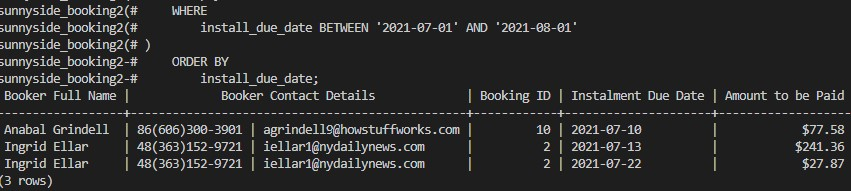 sunnyside_booking2(#     WHERE
sunnyside_booking2(#         install_due_date BETWEEN '2021-07-01' AND '2021-08-01'
sunnyside_booking2(# )
sunnyside_booking2-#     ORDER BY
sunnyside_booking2-#         install_due_date;
 Booker Full Name |            Booker Contact Details            | Booking ID | Instalment Due Date | Amount to be Paid
------------------+----------------------------------------------+------------+---------------------+-------------------
 Anabal Grindell  | 86(606)300-3901 | agrindell9@howstuffworks.com |         10 | 2021-07-10          |            $77.58
 Ingrid Ellar     | 48(363)152-9721 | iellar1@nydailynews.com      |          2 | 2021-07-13          |           $241.36
 Ingrid Ellar     | 48(363)152-9721 | iellar1@nydailynews.com      |          2 | 2021-07-22          |            $27.87
(3 rows)